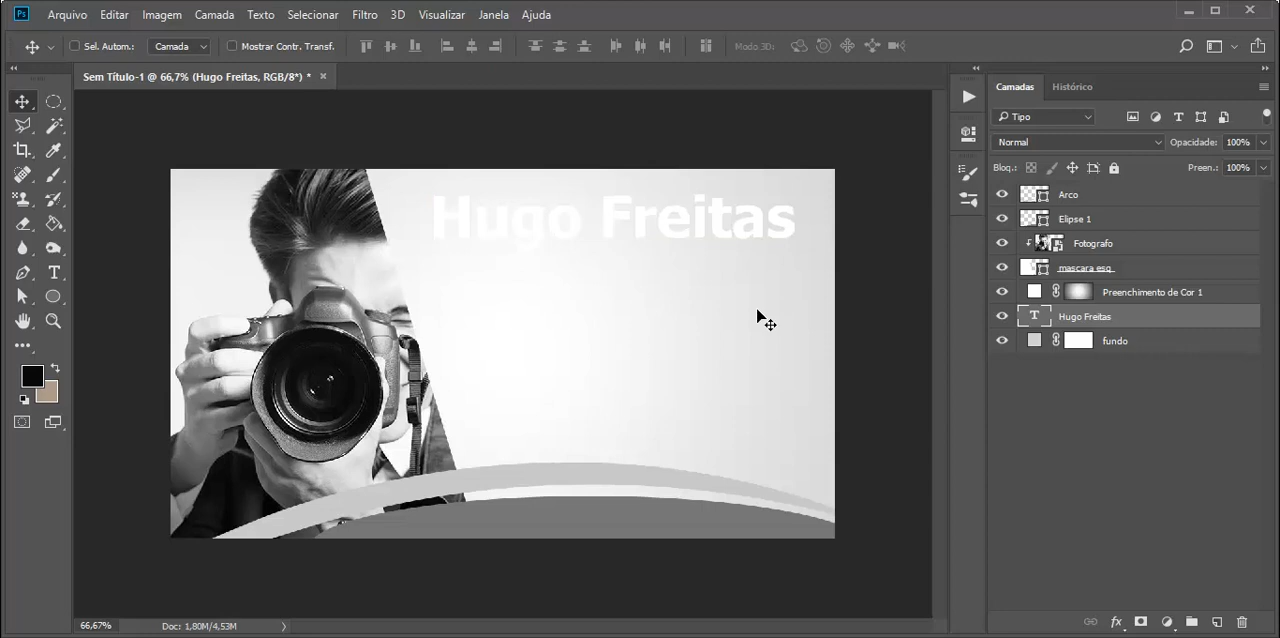 Ps Arquivo Editar Imagem Camada Texto Selecionar Filtro 3D Visualizar Janela Ajuda
Sel. Autom.: Camada Mostrar Contr. Transf. Modo 3D:
Sem Título-1 @ 66,7% (Hugo Freitas, RGB/8*) *
Camadas Histórico
Tipo
Normal Opacidade: 100%
Bloq.: Preen.: 100%
Arco
Elipse 1
Fotografo
mascara esq_
Preenchimento de Cor 1
T Hugo Freitas
fundo
Hugo Freitas
66,67% Doc: 1,80M/4,53M
fx